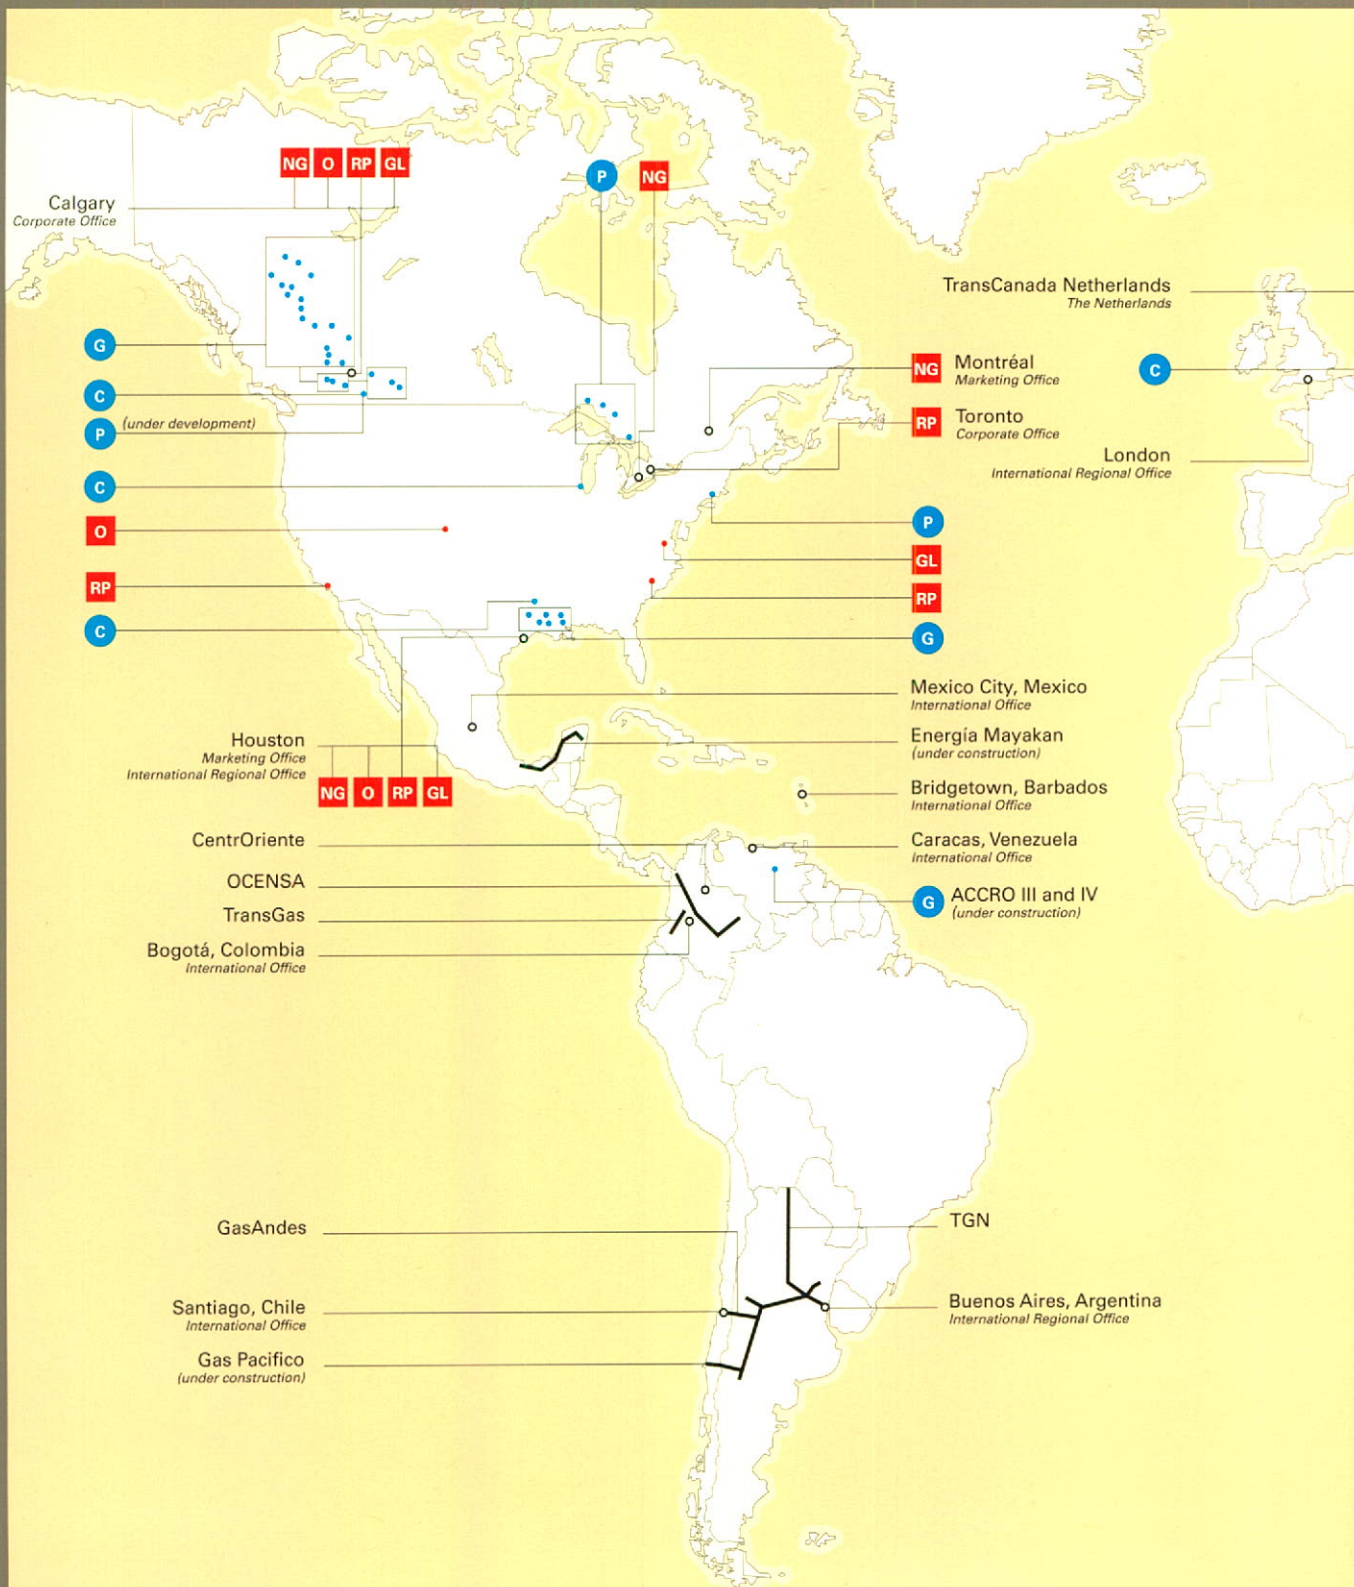 NG O RP GL
P NG
Calgary
Corporate Office
G
C
P (under development)
C
O
RP
C
TransCanada Netherlands
The Netherlands
NG Montréal
Marketing Office
C
RP Toronto
Corporate Office
London
International Regional Office
P
GL
RP
G
Mexico City, Mexico
International Office
Energía Mayakan
(under construction)
Bridgetown, Barbados
International Office
Caracas, Venezuela
International Office
G ACCRO III and IV
(under construction)
Houston
Marketing Office
International Regional Office
NG O RP GL
CentrOriente
OCENSA
TransGas
Bogotá, Colombia
International Office
GasAndes
TGN
Santiago, Chile
International Office
Buenos Aires, Argentina
International Regional Office
Gas Pacifico
(under construction)